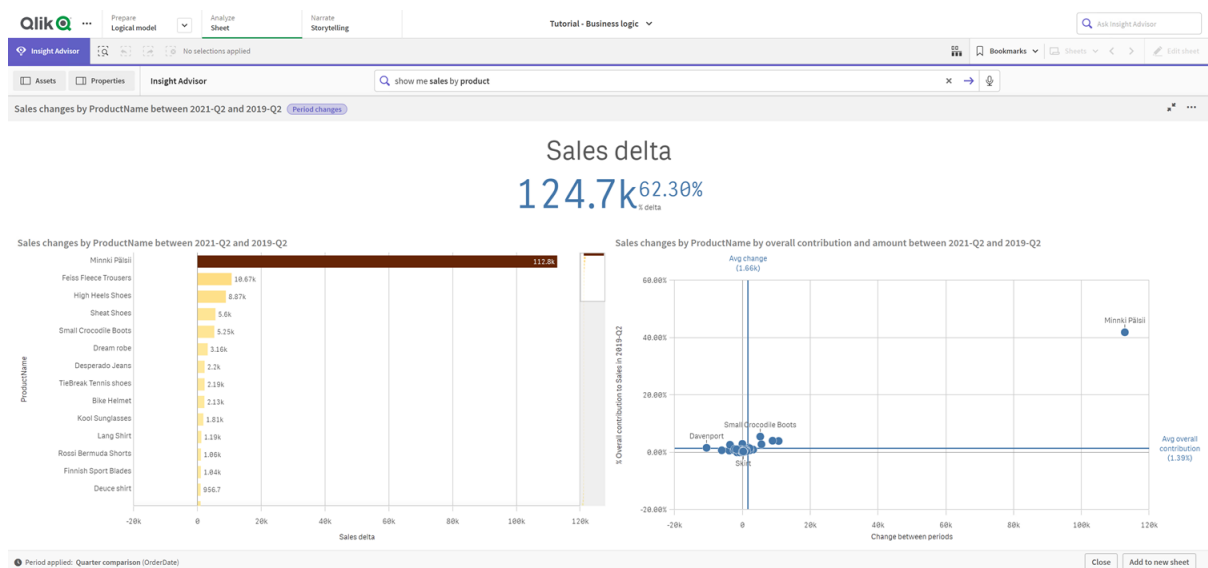 Qlik
Prepare
Logical model
Analyze
Sheet
Narrate
Storytelling
Tutorial - Business logic
Ask Insight Advisor
Insight Advisor
No selections applied
Bookmarks
Sheets
Edit sheet
Assets
Properties
Insight Advisor
show me sales by product
Sales changes by ProductName between 2021-Q2 and 2019-Q2
Period changes
Sales delta
124.7k
62.30%
% delta
Sales changes by ProductName between 2021-Q2 and 2019-Q2
ProductName
Minnki Pälsii 112.8k
Feiss Fleece Trousers 10.67k
High Heels Shoes 8.87k
Sheat Shoes 5.6k
Small Crocodile Boots 5.25k
Dream robe 3.16k
Desperado Jeans 2.2k
TieBreak Tennis shoes 2.19k
Bike Helmet 2.13k
Kool Sunglasses 1.81k
Lang Shirt 1.19k
Rossi Bermuda Shorts 1.06k
Finnish Sport Blades 1.04k
Deuce shirt 956.7
-20k 0 20k 40k 60k 80k 100k 120k
Sales delta
Sales changes by ProductName by overall contribution and amount between 2021-Q2 and 2019-Q2
Avg change
(1.66k)
% Overall contribution to Sales in 2019-Q2
60.00%
40.00%
20.00%
0.00%
-20.00%
Minnki Pälsii
Small Crocodile Boots
Davenport
Skirt
Avg overall
contribution
(1.39%)
-20k 0 20k 40k 60k 80k 100k 120k
Change between periods
Period applied: Quarter comparison (OrderDate)
Close
Add to new sheet